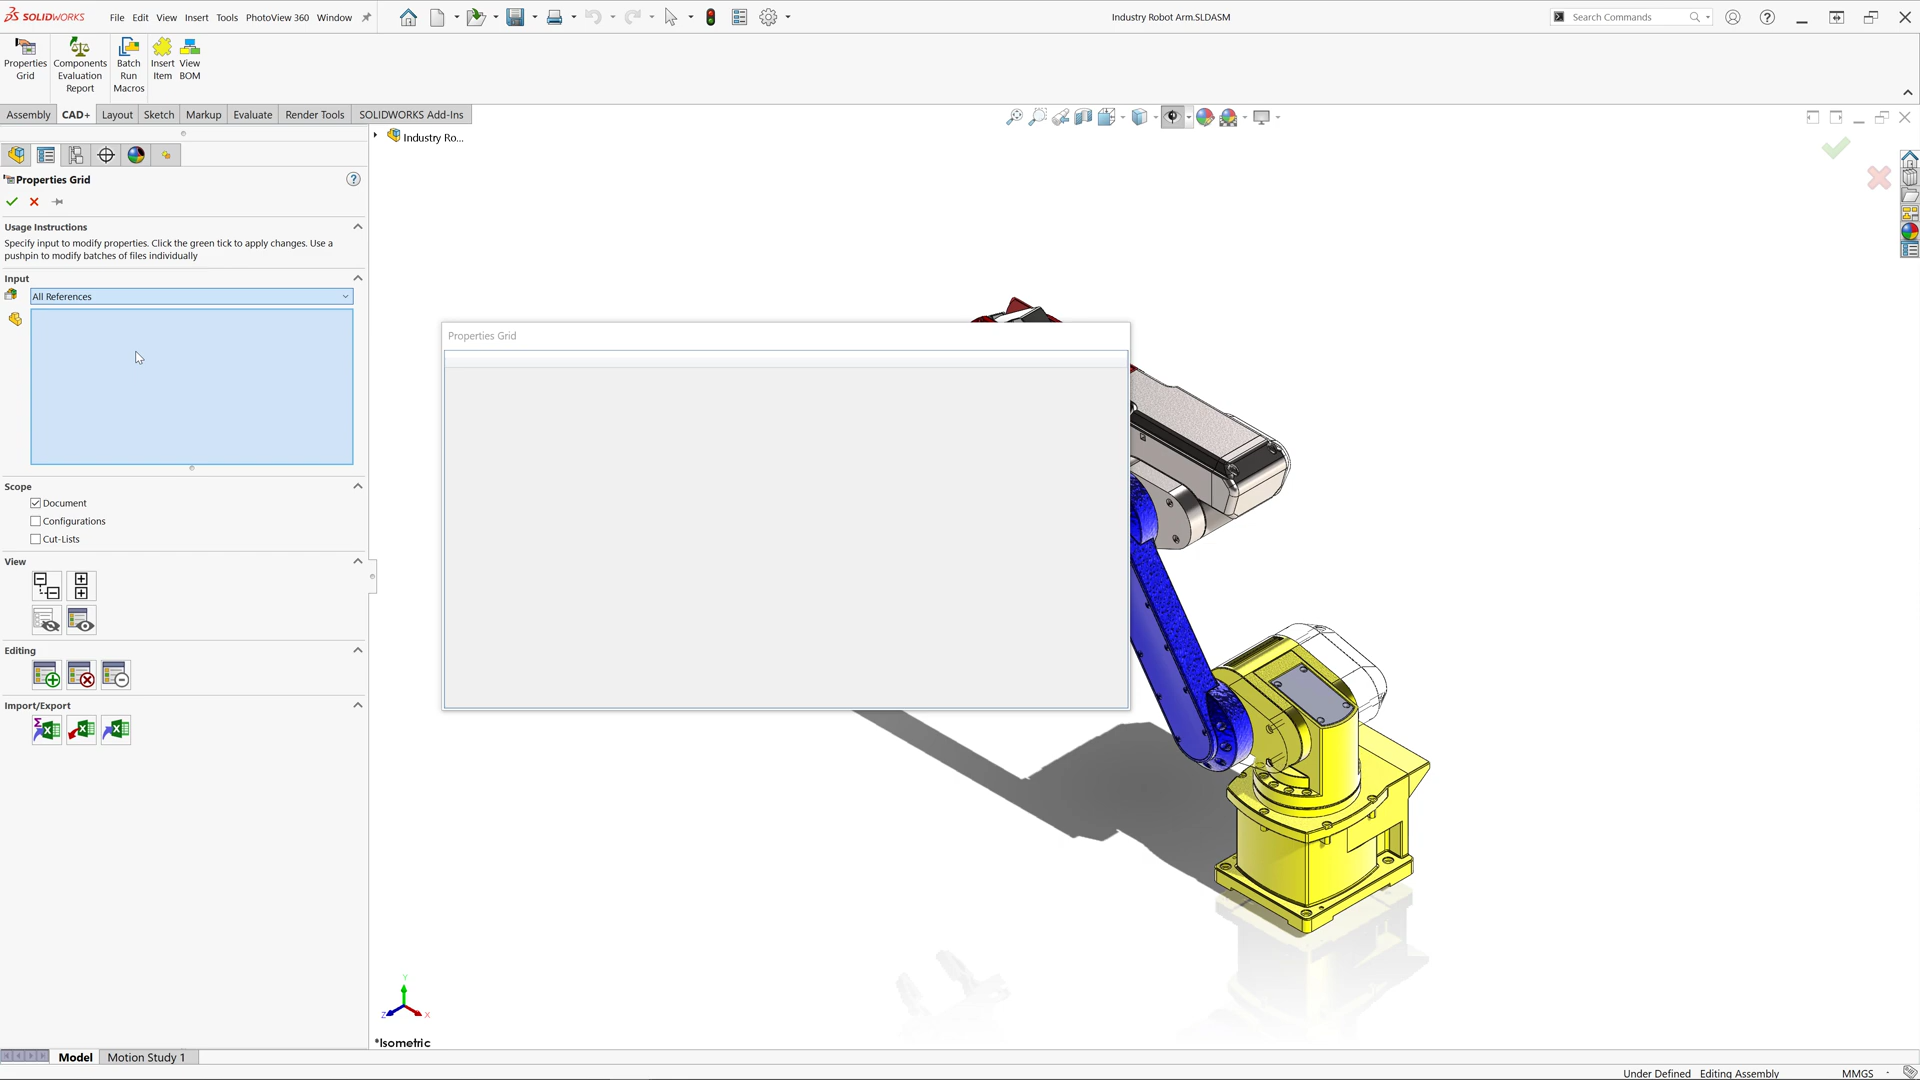 SOLIDWORKS File Edit View Insert Tools PhotoView 360 Window Industry Robot Arm.SLDASM Search Commands
Properties Grid
Components Evaluation Report
Batch Run Macros
Insert Item
View BOM
Assembly CAD+ Layout Sketch Markup Evaluate Render Tools SOLIDWORKS Add-Ins
Industry Ro...
Properties Grid
Usage Instructions
Specify input to modify properties. Click the green tick to apply changes. Use a
pushpin to modify batches of files individually
Input
All References
Properties Grid
Scope
Document
Configurations
Cut-Lists
View
Editing
Import/Export
Y
Z X
*Isometric
Model Motion Study 1
Under Defined Editing Assembly MMGS